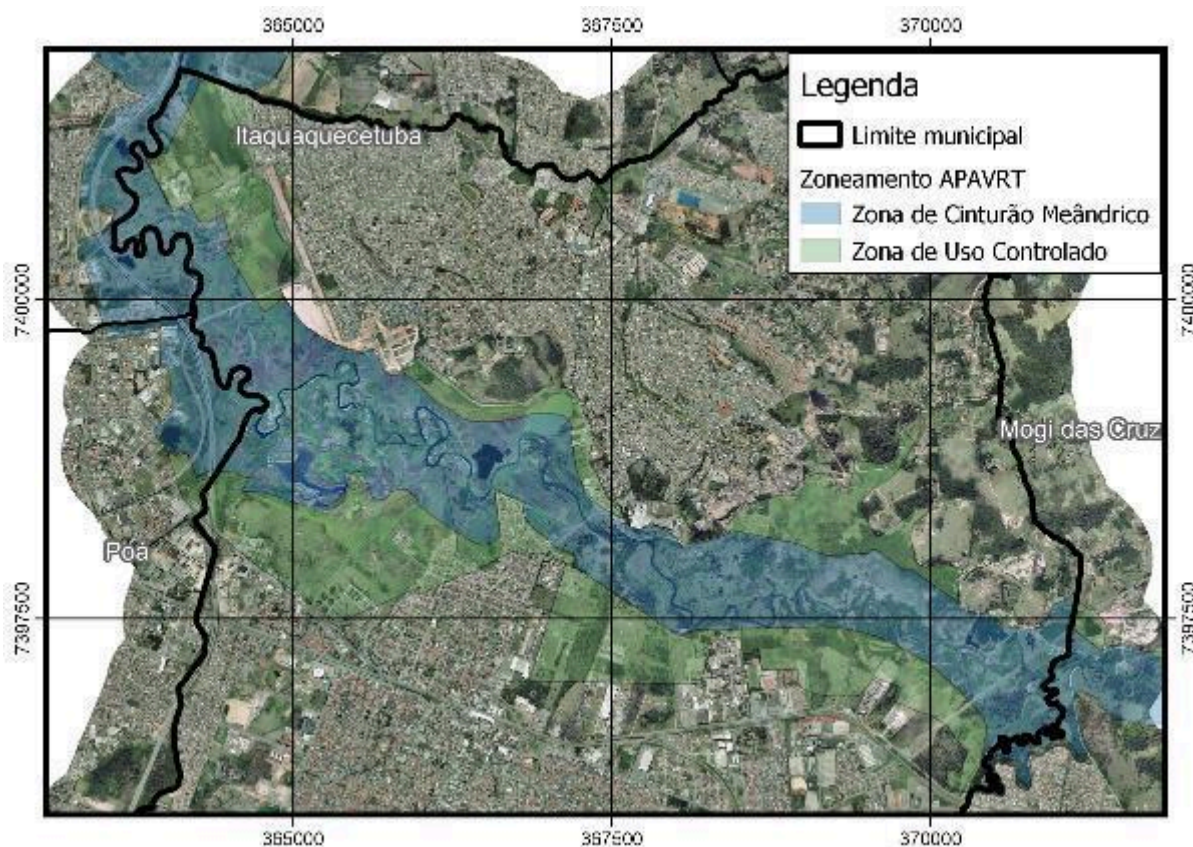 365000 367500 370000
Legenda
Limite municipal
Zoneamento APAVRT
Zona de Cinturão Meândrico
Zona de Uso Controlado
Itaquaquecetuba
7400000 7400000
Mogi das Cruz
Poá
7397500 7397500
365000 367500 370000